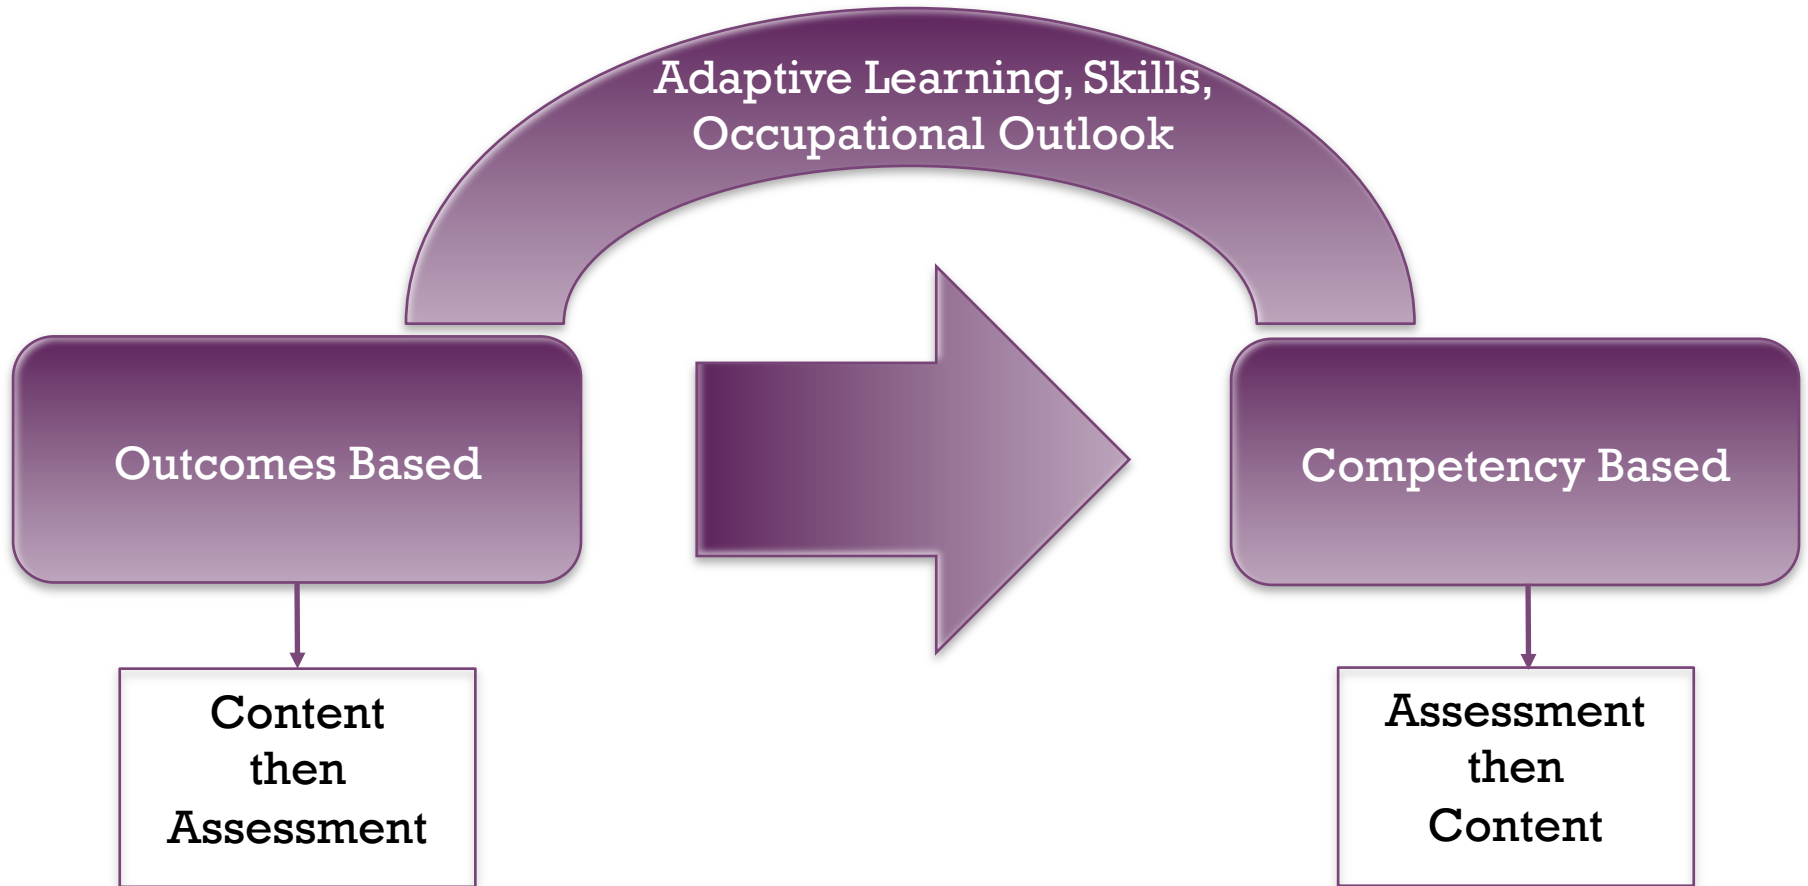 Adaptive Learning, Skills,
Occupational Outlook
Outcomes Based
Competency Based
Content
then
Assessment
Assessment
then
Content